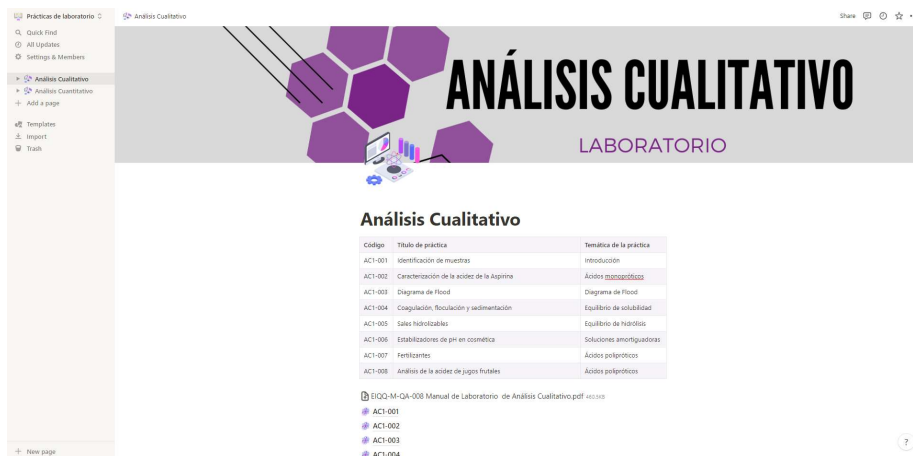 Prácticas de laboratorio
Quick Find
All Updates
Settings & Members
Análisis Cualitativo
Análisis Cuantitativo
Add a page
Templates
Import
Trash
New page
Análisis Cualitativo
Share
ANÁLISIS CUALITATIVO
LABORATORIO
Análisis Cualitativo
Código Título de práctica Temática de la práctica
AC1-001 Identificación de muestras Introducción
AC1-002 Caracterización de la acidez de la Aspirina Ácidos monopróticos
AC1-003 Diagrama de Flood Diagrama de Flood
AC1-004 Coagulación, floculación y sedimentación Equilibrio de solubilidad
AC1-005 Sales hidrolizables Equilibrio de hidrólisis
AC1-006 Estabilizadores de pH en cosmética Soluciones amortiguadoras
AC1-007 Fertilizantes Ácidos polipróticos
AC1-008 Análisis de la acidez de jugos frutales Ácidos polipróticos
EIQQ-M-QA-008 Manual de Laboratorio de Análisis Cualitativo.pdf
AC1-001
AC1-002
AC1-003
AC1-004
?